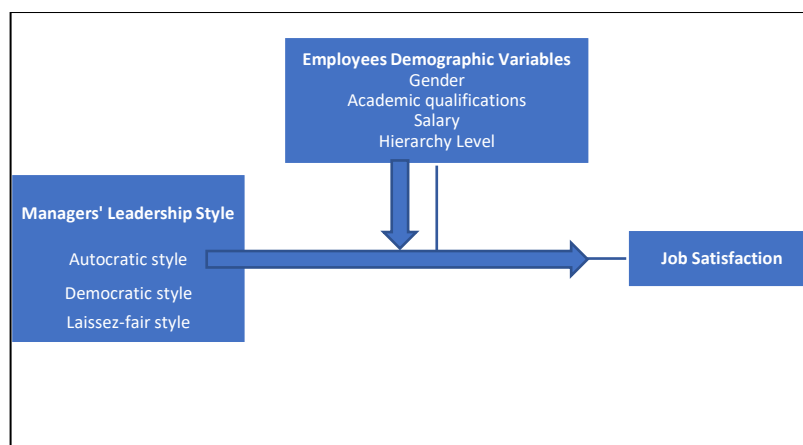 Employees Demographic Variables
Gender
Academic qualifications
Salary
Hierarchy Level
Managers' Leadership Style
Autocratic style
Democratic style
Laissez-fair style
Job Satisfaction